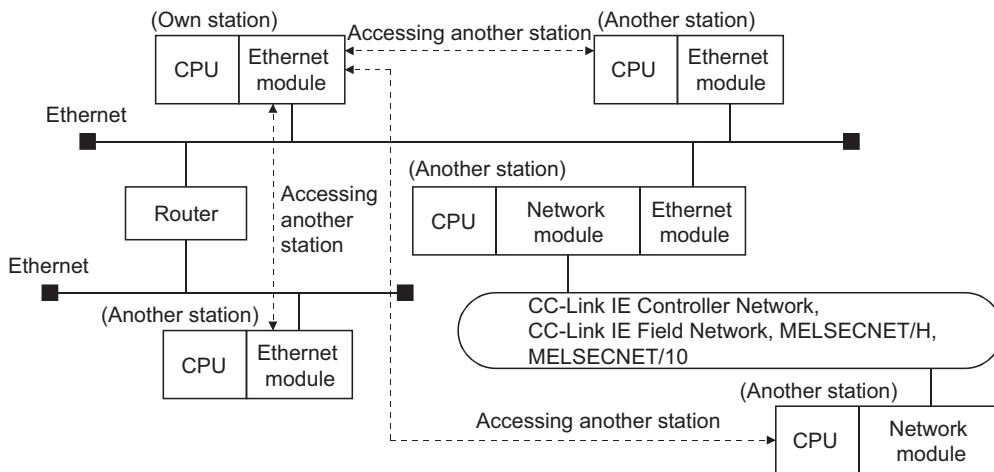 (Own station)
CPU
Ethernet
module
Accessing another station
(Another station)
CPU
Ethernet
module
Ethernet
Router
Accessing
another
station
(Another station)
CPU
Network
module
Ethernet
module
Ethernet
(Another station)
CPU
Ethernet
module
CC-Link IE Controller Network,
CC-Link IE Field Network, MELSECNET/H,
MELSECNET/10
Accessing another station
(Another station)
CPU
Network
module